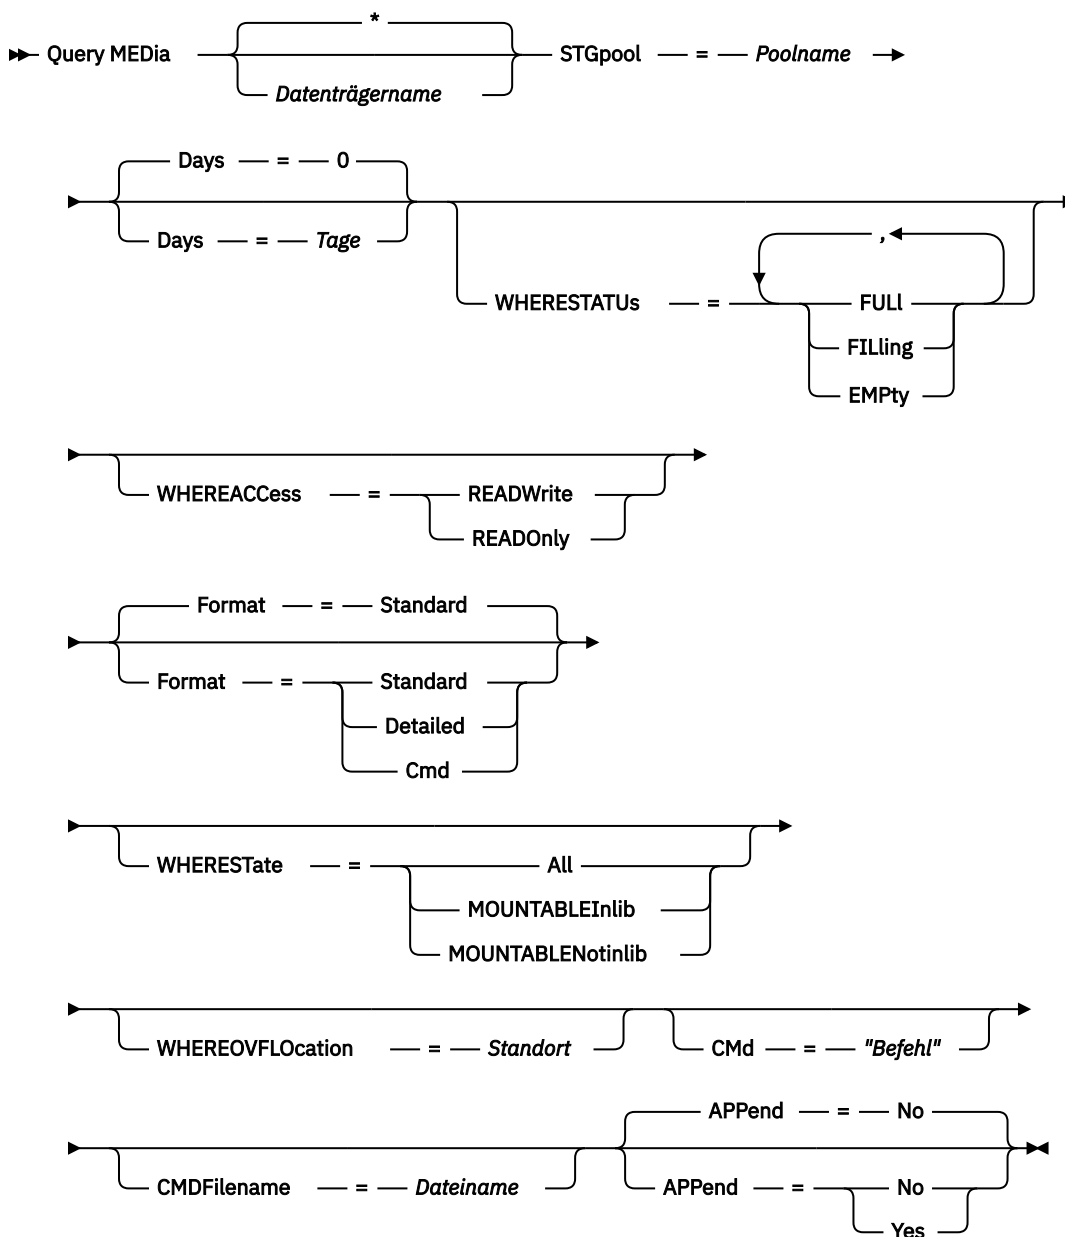 *
Query MEDia STGpool = Poolname
Datenträgername
Days = 0
Days = Tage
,
WHERESTATUs = FULl
FILling
EMPty
WHEREACCess = READWrite
READOnly
Format = Standard
Format = Standard
Detailed
Cmd
WHERESTate = All
MOUNTABLEInlib
MOUNTABLENotinlib
WHEREOVFLOcation = Standort CMd = "Befehl"
APPend = No
CMDFilename = Dateiname APPend = No
Yes